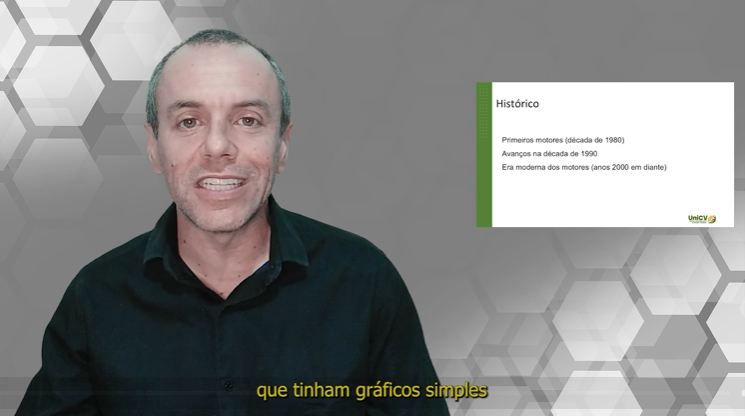 Histórico
Primeiros motores (década de 1980)
Avanços na década de 1990
Era moderna dos motores (anos 2000 em diante)
UniCV
que tinham gráficos simples